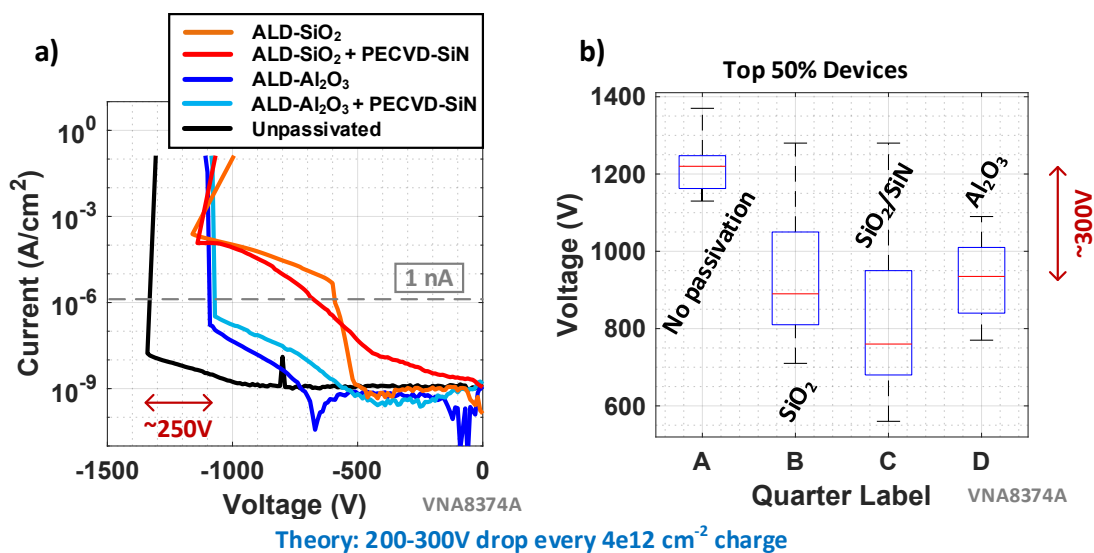 a)
ALD-SiO₂
ALD-SiO₂ + PECVD-SiN
ALD-Al₂O₃
ALD-Al₂O₃ + PECVD-SiN
Unpassivated
10⁰
10⁻³
10⁻⁶
10⁻⁹
Current (A/cm²)
1 nA
~250V
-1500
-1000
-500
0
Voltage (V)
VNA8374A
b)
Top 50% Devices
1400
1200
1000
800
600
Voltage (V)
No passivation
SiO₂
SiO₂/SiN
Al₂O₃
~300V
A
B
C
D
Quarter Label
VNA8374A
Theory: 200-300V drop every 4e12 cm⁻² charge